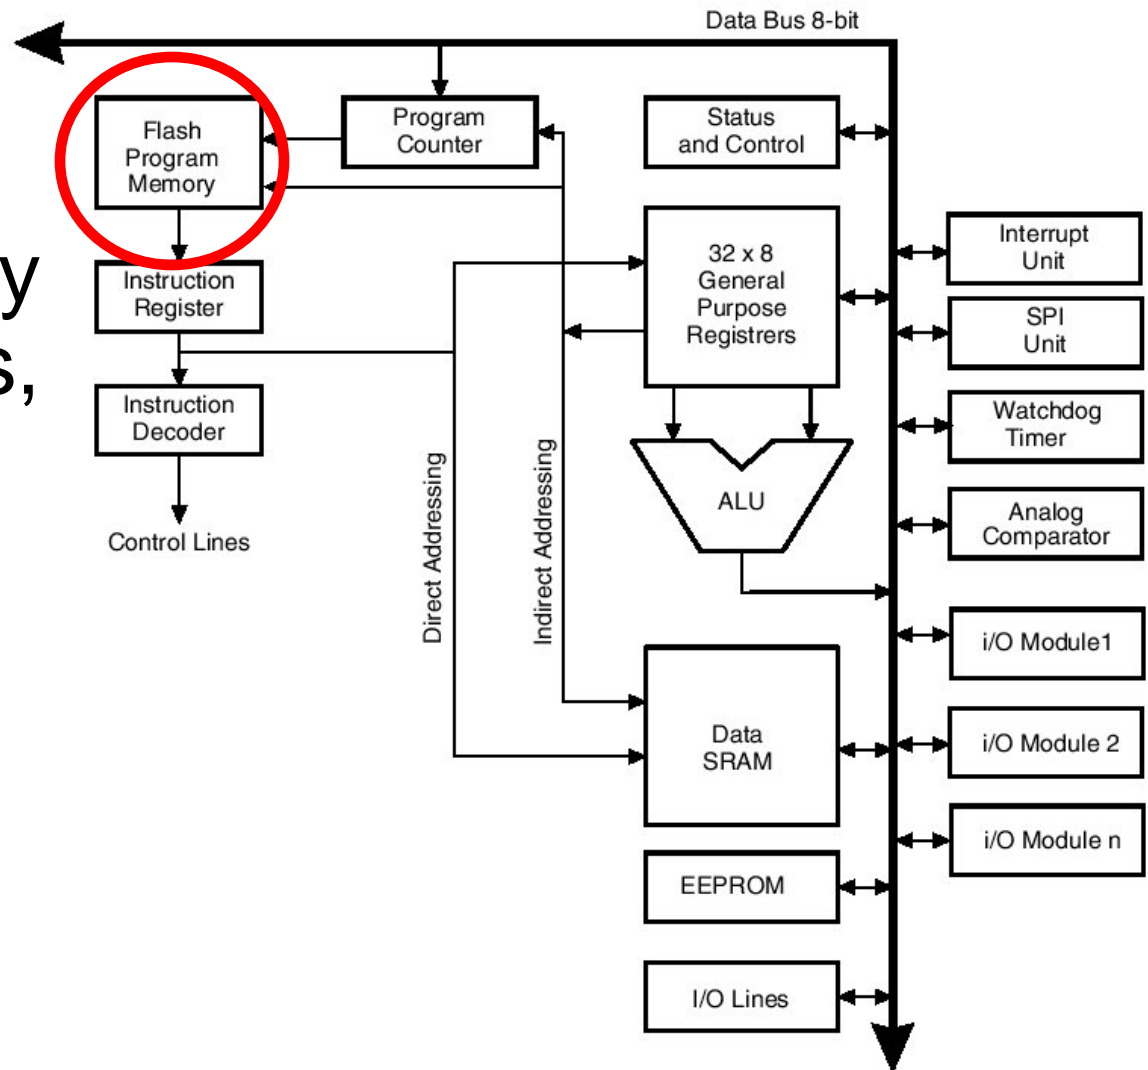 Data Bus 8-bit
Flash
Program
Memory
Program
Counter
Status
and Control
y
s,
Instruction
Register
32 x 8
General
Purpose
Registrers
Interrupt
Unit
SPI
Unit
Instruction
Decoder
Watchdog
Timer
Control Lines
Direct Addressing
Indirect Addressing
ALU
Analog
Comparator
i/O Module1
Data
SRAM
i/O Module 2
i/O Module n
EEPROM
I/O Lines